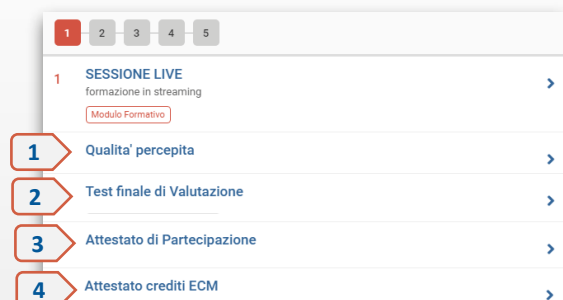 1 2 3 4 5
1 SESSIONE LIVE
formazione in streaming
Modulo Formativo
1 Qualita' percepita
2 Test finale di Valutazione
3 Attestato di Partecipazione
4 Attestato crediti ECM